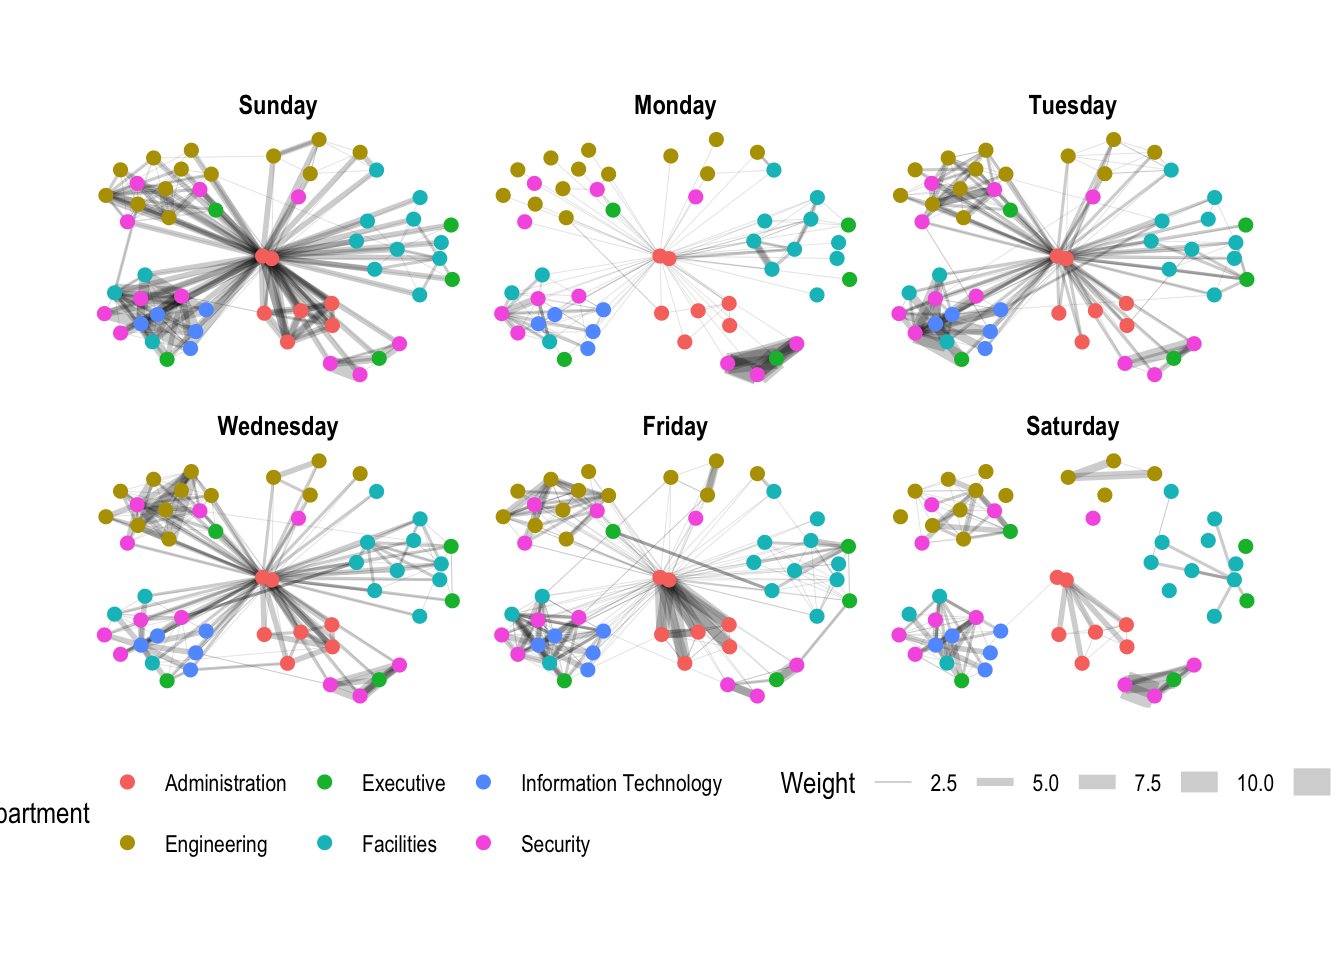 Sunday
Monday
Tuesday
Wednesday
Friday
Saturday
partment
Administration
Executive
Information Technology
Engineering
Facilities
Security
Weight
2.5
5.0
7.5
10.0